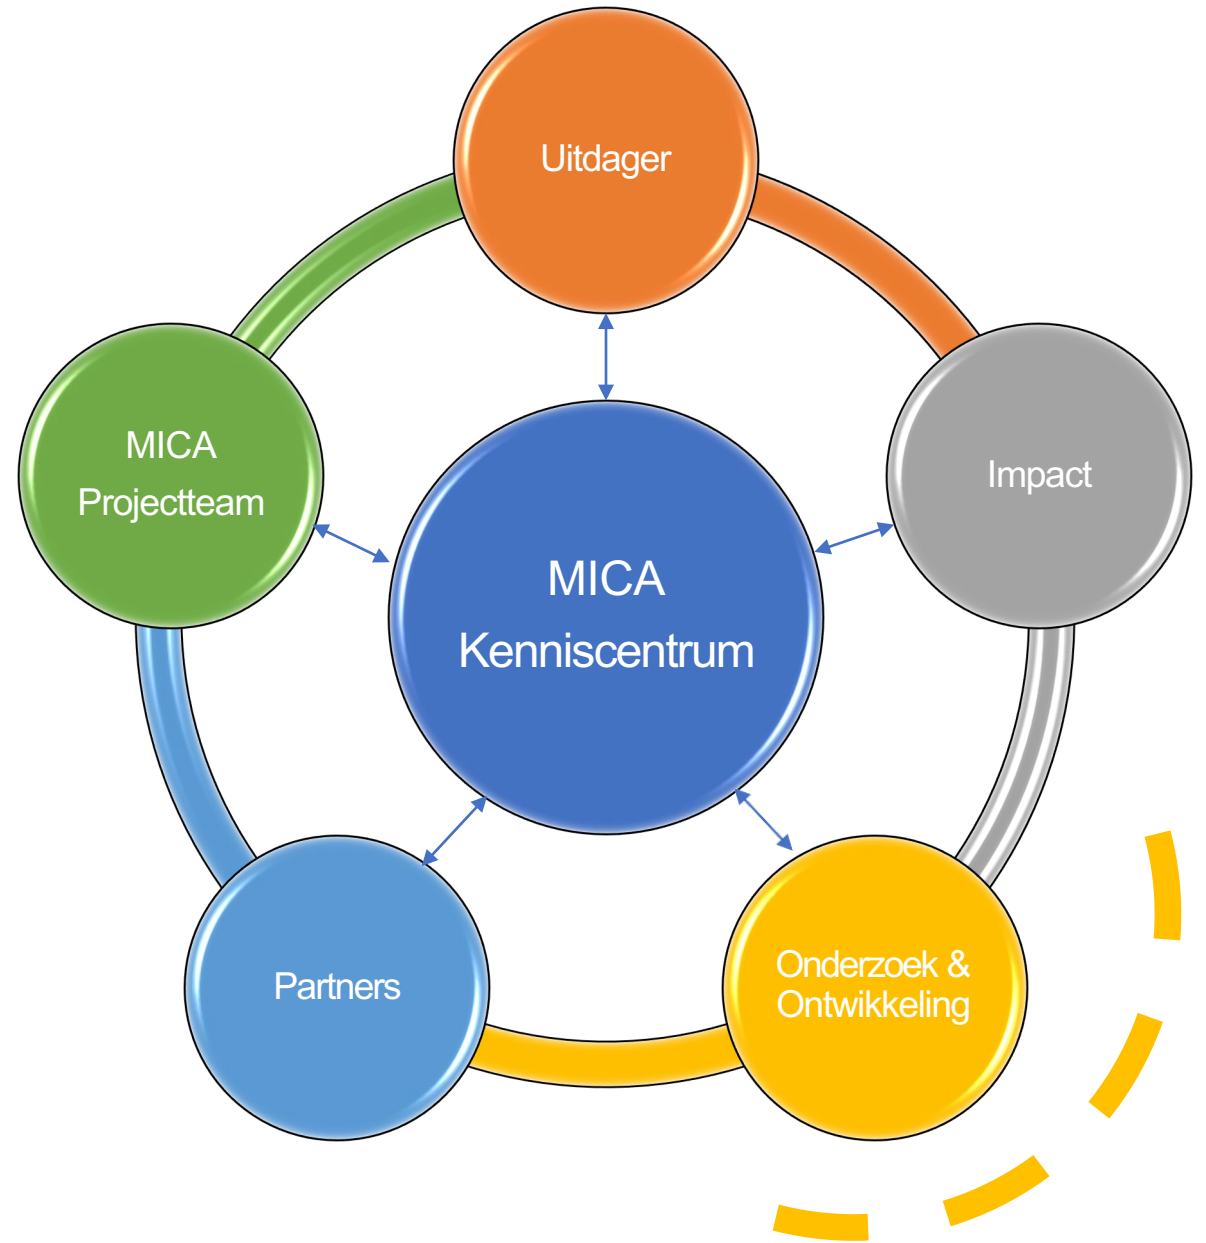 Uitdager
MICA
Projectteam
Impact
MICA
Kenniscentrum
Partners
Onderzoek &
Ontwikkeling